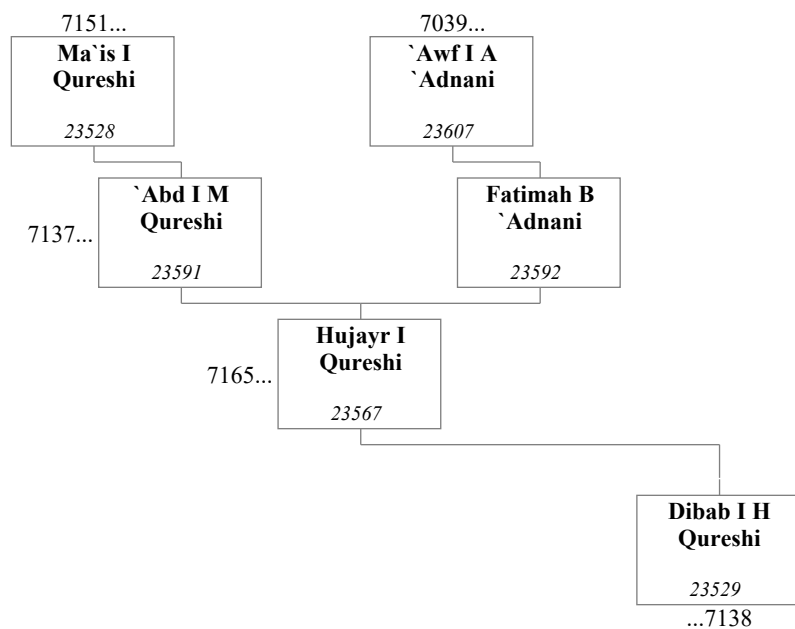 7151...
7039...
Ma`is I
Qureshi
23528
`Awf I A
`Adnani
23607
7137...
`Abd I M
Qureshi
23591
Fatimah B
`Adnani
23592
7165...
Hujayr I
Qureshi
23567
Dibab I H
Qureshi
23529
...7138